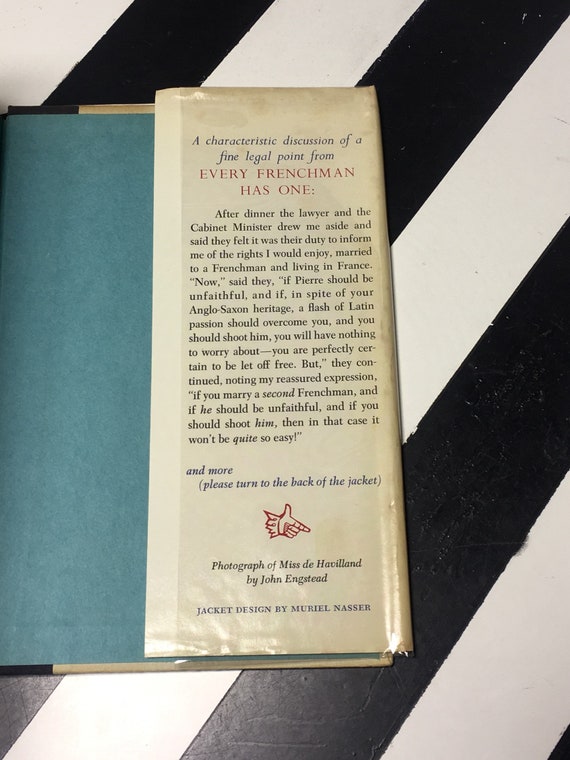 A characteristic discussion of a
fine legal point from
EVERY FRENCHMAN
HAS ONE:
After dinner the lawyer and the
Cabinet Minister drew me aside and
said they felt it was their duty to inform
me of the rights I would enjoy, married
to a Frenchman and living in France.
“Now,” said they, “if Pierre should be
unfaithful, and if, in spite of your
Anglo-Saxon heritage, a flash of Latin
passion should overcome you, and you
should shoot him, you will have nothing
to worry about—you are perfectly cer-
tain to be let off free. But,” they con-
tinued, noting my reassured expression,
“if you marry a second Frenchman, and
if he should be unfaithful, and if you
should shoot him, then in that case it
won’t be quite so easy!”
and more
(please turn to the back of the jacket)
Photograph of Miss de Havilland
by John Engstead
JACKET DESIGN BY MURIEL NASSER